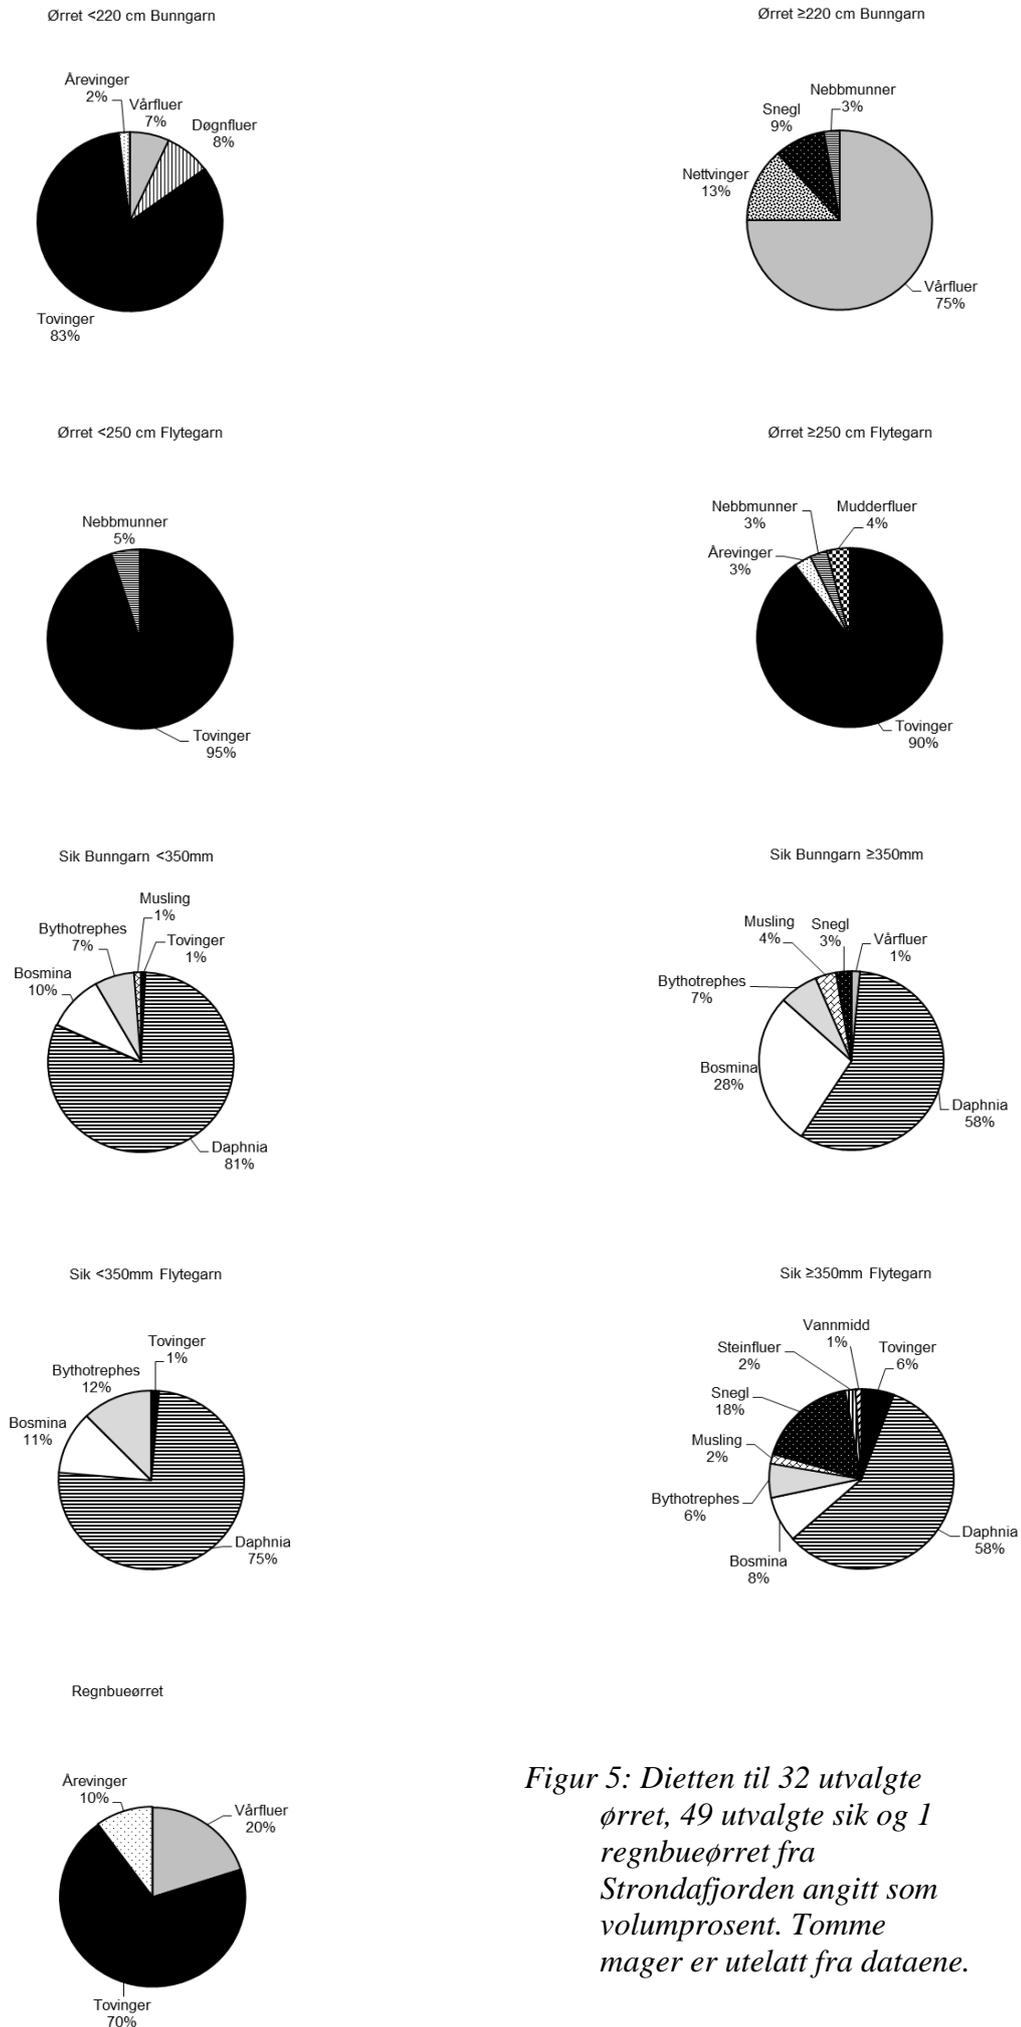 Ørret <220 cm Bunngarn
Årevinger
2%
Vårfluer
7%
Døgnfluer
8%
Tovinger
83%
Ørret ≥220 cm Bunngarn
Nebbmunner
3%
Snegl
9%
Nettvinger
13%
Vårfluer
75%
Ørret <250 cm Flytegarn
Nebbmunner
5%
Tovinger
95%
Ørret ≥250 cm Flytegarn
Nebbmunner
3%
Mudderfluer
4%
Årevinger
3%
Tovinger
90%
Sik Bunngarn <350mm
Musling
1%
Bythotrephes
7%
Tovinger
1%
Bosmina
10%
Daphnia
81%
Sik Bunngarn ≥350mm
Musling
4%
Snegl
3%
Vårfluer
1%
Bythotrephes
7%
Bosmina
28%
Daphnia
58%
Sik <350mm Flytegarn
Tovinger
1%
Bythotrephes
12%
Bosmina
11%
Daphnia
75%
Sik ≥350mm Flytegarn
Vannmidd
1%
Steinfluer
2%
Tovinger
6%
Snegl
18%
Musling
2%
Bythotrephes
6%
Bosmina
8%
Daphnia
58%
Regnbueørret
Årevinger
10%
Vårfluer
20%
Tovinger
70%
Figur 5: Dietten til 32 utvalgte
ørret, 49 utvalgte sik og 1
regnbueørret fra
Strondafjorden angitt som
volumprosent. Tomme
mager er utelatt fra dataene.